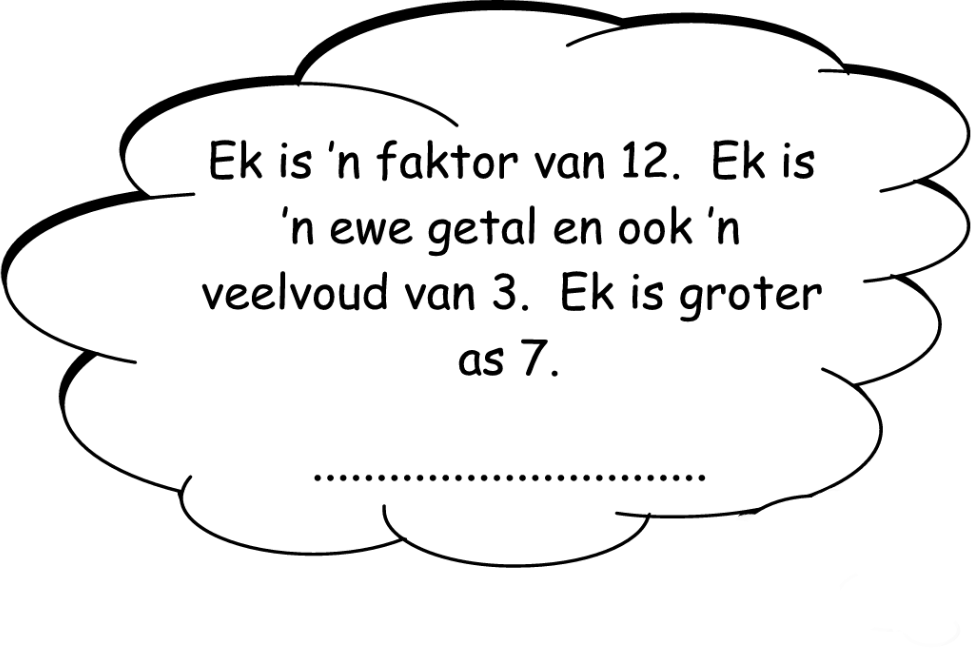 Ek is 'n faktor van 12.  Ek is
'n ewe getal en ook 'n
veelvoud van 3.  Ek is groter
as 7.
...............................